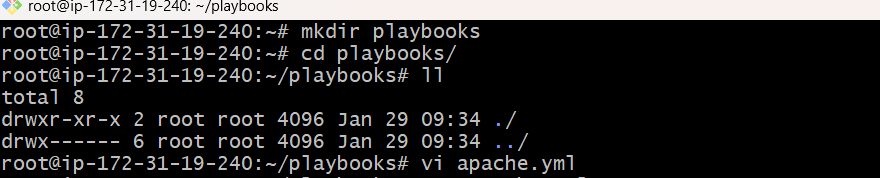 root@ip-172-31-19-240: ~/playbooks
root@ip-172-31-19-240:~# mkdir playbooks
root@ip-172-31-19-240:~# cd playbooks/
root@ip-172-31-19-240:~/playbooks# ll
total 8
drwxr-xr-x 2 root root 4096 Jan 29 09:34 ./
drwx------ 6 root root 4096 Jan 29 09:34 ../
root@ip-172-31-19-240:~/playbooks# vi apache.yml